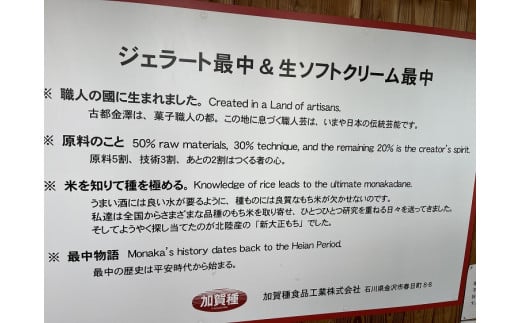 ジェラート最中＆生ソフトクリーム最中
※ 職人の國に生まれました。 Created in a Land of artisans.
古都金澤は、菓子職人の都。この地に息づく職人芸は、いまや日本の伝統芸能です。
※ 原料のこと 50% raw materials, 30% technique, and the remaining 20% is the creator's spirit.
原料5割、技術3割、あとの2割はつくる者の心。
※ 米を知りて種を極める。 Knowledge of rice leads to the ultimate monakadane.
うまい酒には良い水が要るように、種ものには良質なもち米が欠かせないのです。
私達は全国からさまざまな品種のもち米を取り寄せ、ひとつひとつ研究を重ねる日々を送ってきました。
そしてようやく探し当てたのが北陸産の「新大正もち」でした。
※ 最中物語 Monaka's history dates back to the Heian Period.
最中の歴史は平安時代から始まる。
加賀種 加賀種食品工業株式会社 石川県金沢市春日町8-6